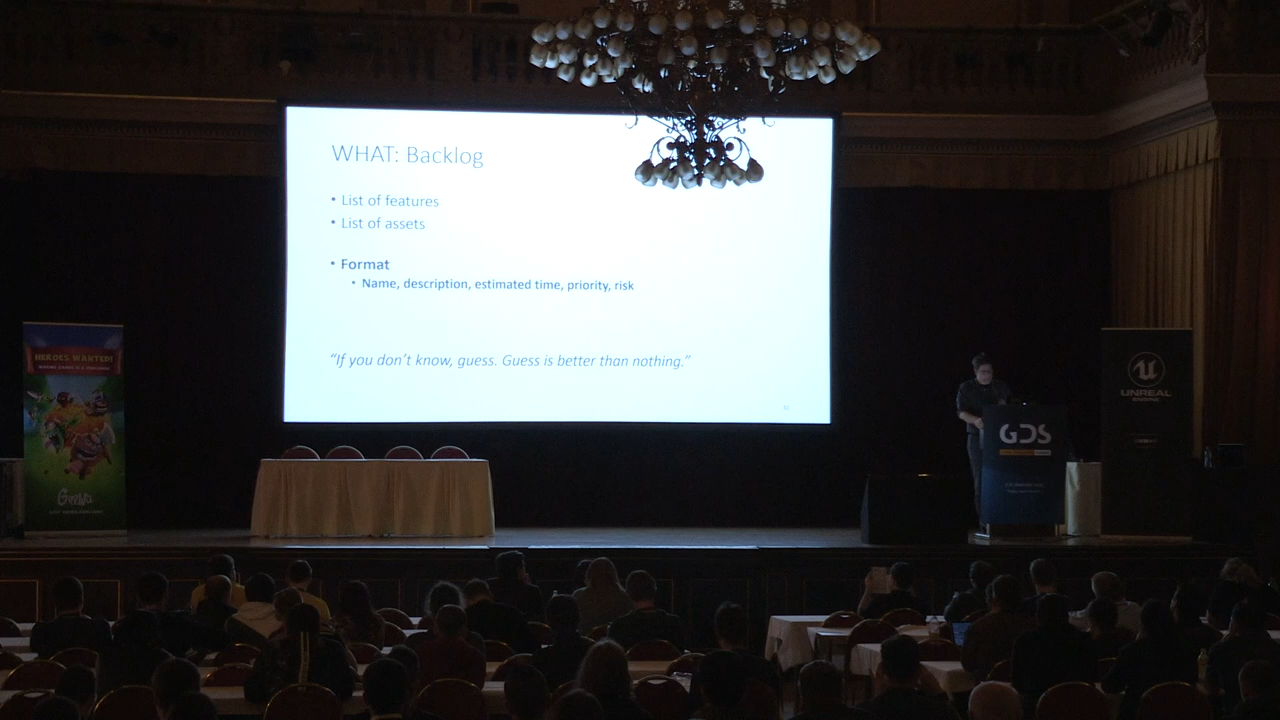 WHAT: Backlog
• List of features
• List of assets
• Format
• Name, description, estimated time, priority, risk
“If you don’t know, guess. Guess is better than nothing.”
HEROES WANTED!
GDS
UNREAL
ENGINE